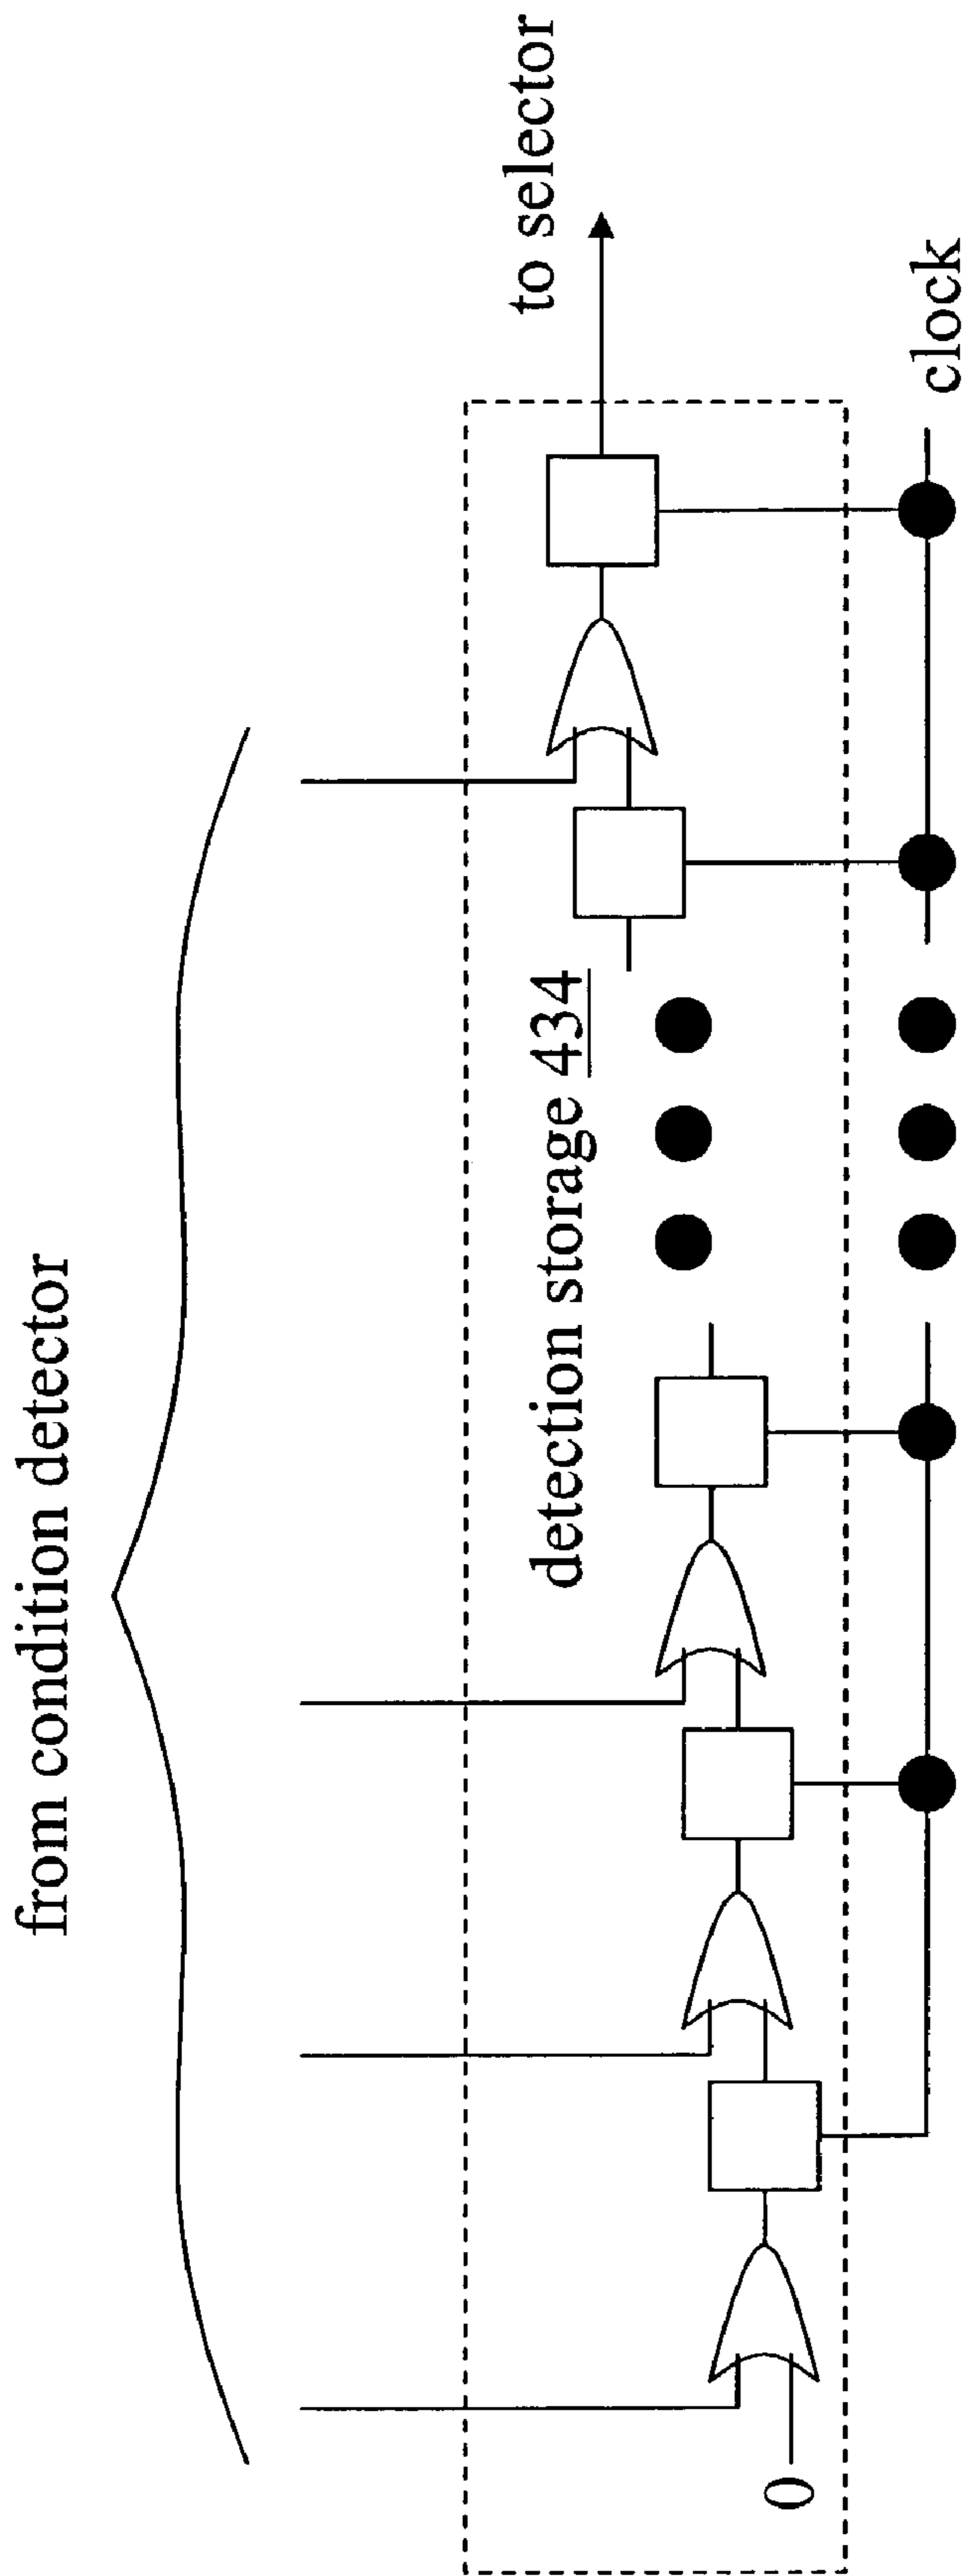 from condition detector
to selector
detection storage 434
0
clock